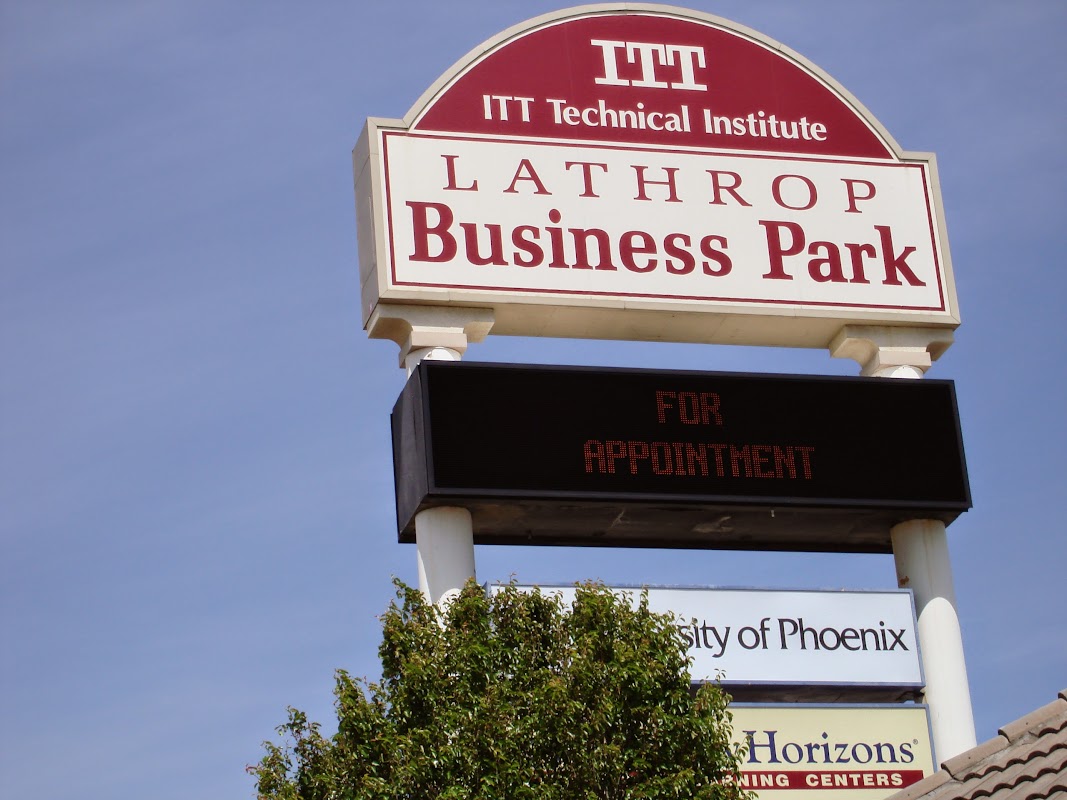 ITT
ITT Technical Institute
LATHROP
Business Park
FOR
APPOINTMENT
sity of Phoenix
Horizons®
NING CENTERS